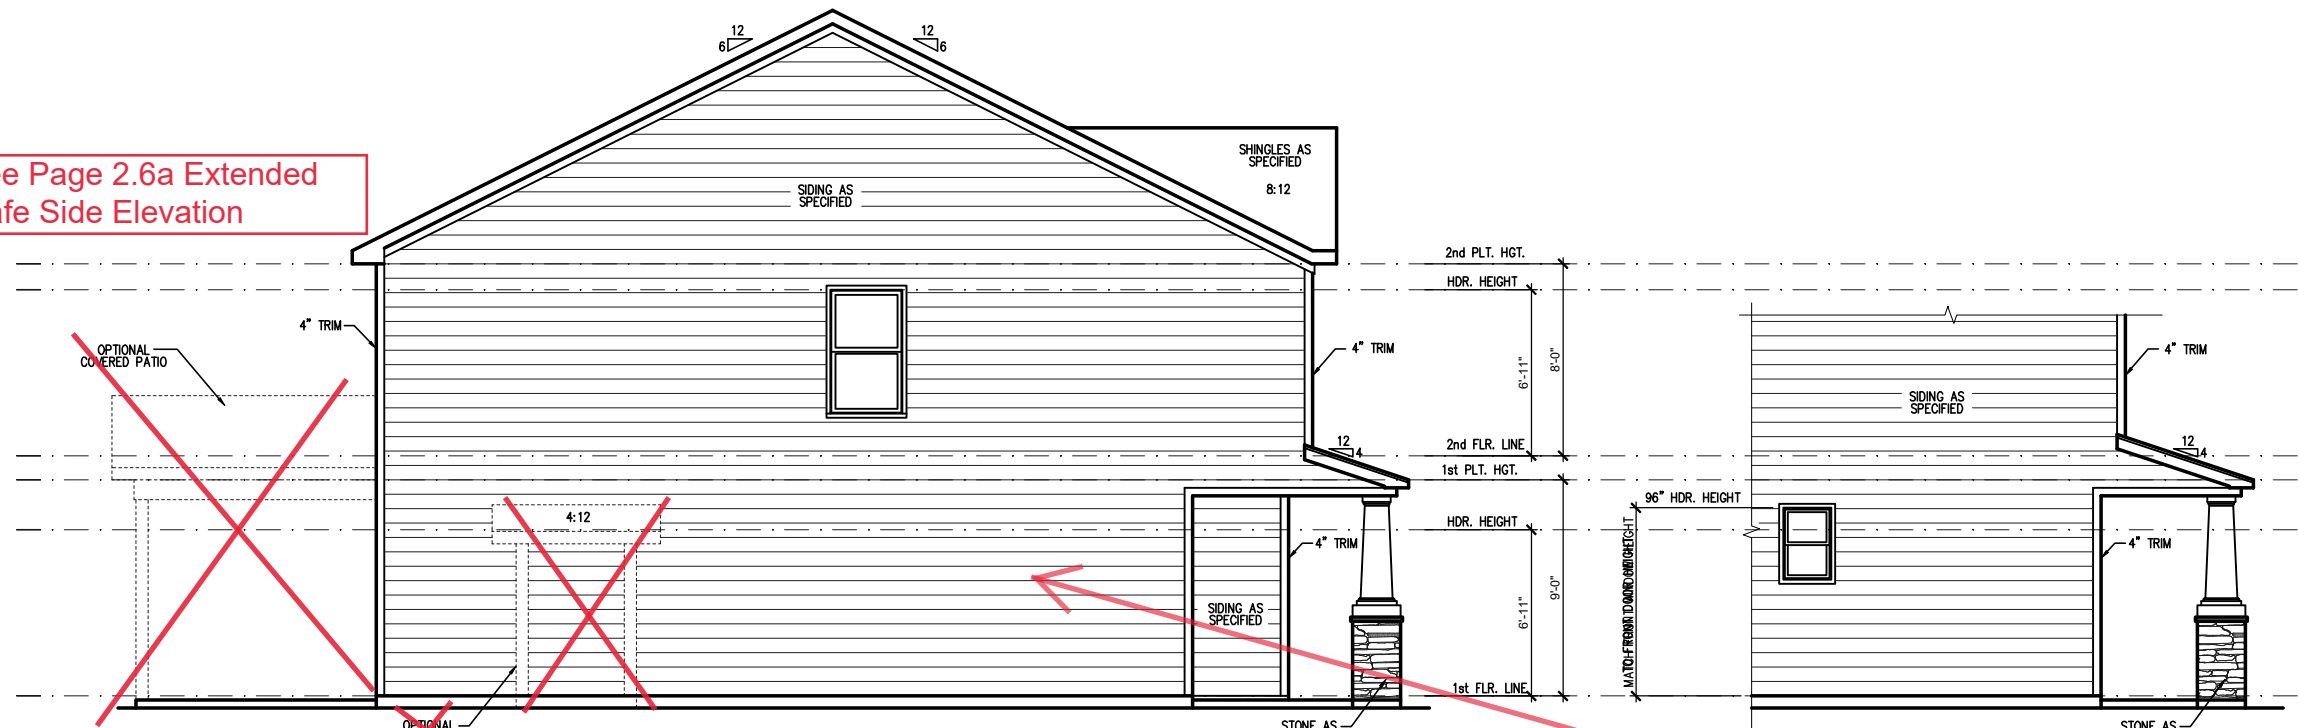 12
6
12
6
SHINGLES AS
SPECIFIED
8:12
e Page 2.6a Extended
afe Side Elevation
SIDING AS
SPECIFIED
2nd PLT. HGT.
HDR. HEIGHT
4" TRIM
OPTIONAL
COVERED PATIO
4" TRIM
6'-11"
8'-0"
4" TRIM
SIDING AS
SPECIFIED
2nd FLR. LINE
12
4
12
4
1st PLT. HGT.
96" HDR. HEIGHT
4:12
HDR. HEIGHT
4" TRIM
4" TRIM
6'-11"
9'-0"
SIDING AS
SPECIFIED
1st FLR. LINE
OPTIONAL
STONE AS
STONE AS